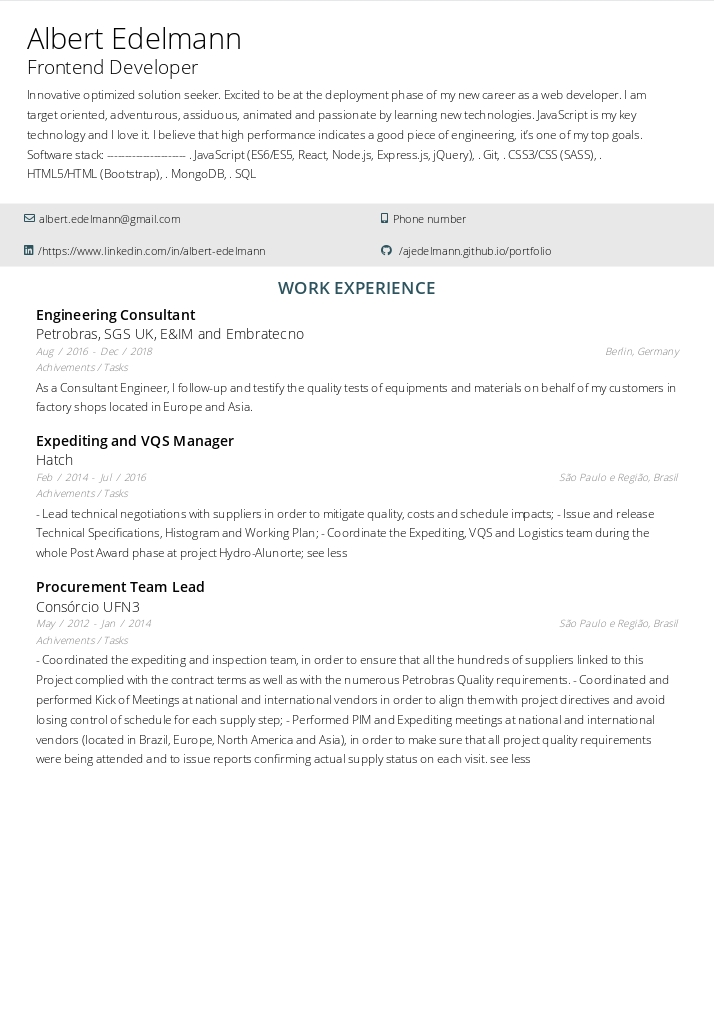 Albert Edelmann
Frontend Developer
Innovative optimized solution seeker. Excited to be at the deployment phase of my new career as a web developer. I am
target oriented, adventurous, assiduous, animated and passionate by learning new technologies. JavaScript is my key
technology and I love it. I believe that high performance indicates a good piece of engineering, it's one of my top goals.
Software stack: --------------------- . JavaScript (ES6/ES5, React, Node.js, Express.js, jQuery), . Git, . CSS3/CSS (SASS), .
HTML5/HTML (Bootstrap), . MongoDB, . SQL
albert.edelmann@gmail.com
Phone number
/https://www.linkedin.com/in/albert-edelmann
/ajedelmann.github.io/portfolio
WORK EXPERIENCE
Engineering Consultant
Petrobras, SGS UK, E&IM and Embratecno
Aug / 2016 - Dec / 2018
Berlin, Germany
Achivements / Tasks
As a Consultant Engineer, I follow-up and testify the quality tests of equipments and materials on behalf of my customers in
factory shops located in Europe and Asia.
Expediting and VQS Manager
Hatch
Feb / 2014 - Jul / 2016
São Paulo e Região, Brasil
Achivements / Tasks
- Lead technical negotiations with suppliers in order to mitigate quality, costs and schedule impacts; - Issue and release
Technical Specifications, Histogram and Working Plan; - Coordinate the Expediting, VQS and Logistics team during the
whole Post Award phase at project Hydro-Alunorte; see less
Procurement Team Lead
Consórcio UFN3
May / 2012 - Jan / 2014
São Paulo e Região, Brasil
Achivements / Tasks
- Coordinated the expediting and inspection team, in order to ensure that all the hundreds of suppliers linked to this
Project complied with the contract terms as well as with the numerous Petrobras Quality requirements. - Coordinated and
performed Kick of Meetings at national and international vendors in order to align them with project directives and avoid
losing control of schedule for each supply step; - Performed PIM and Expediting meetings at national and international
vendors (located in Brazil, Europe, North America and Asia), in order to make sure that all project quality requirements
were being attended and to issue reports confirming actual supply status on each visit. see less